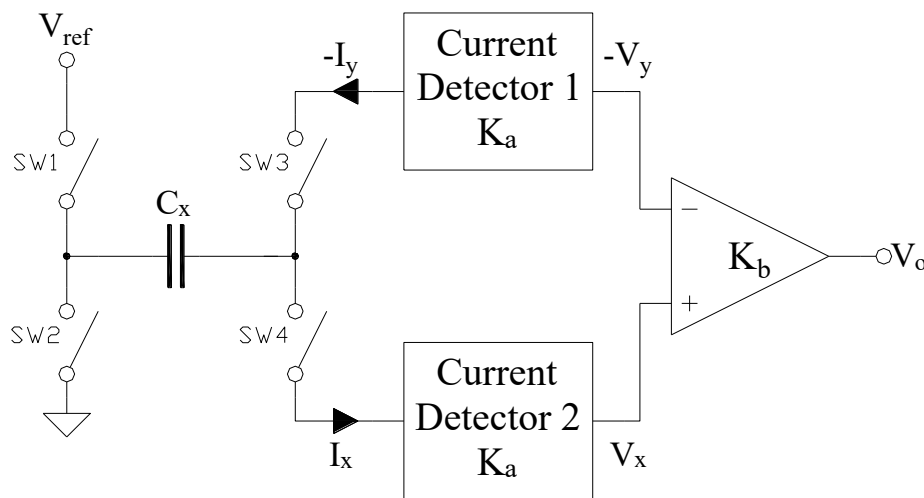 V_ref
SW1
SW2
C_x
SW3
SW4
-I_y
Current
Detector 1
K_a
-V_y
I_x
Current
Detector 2
K_a
V_x
−
K_b
+
V_o